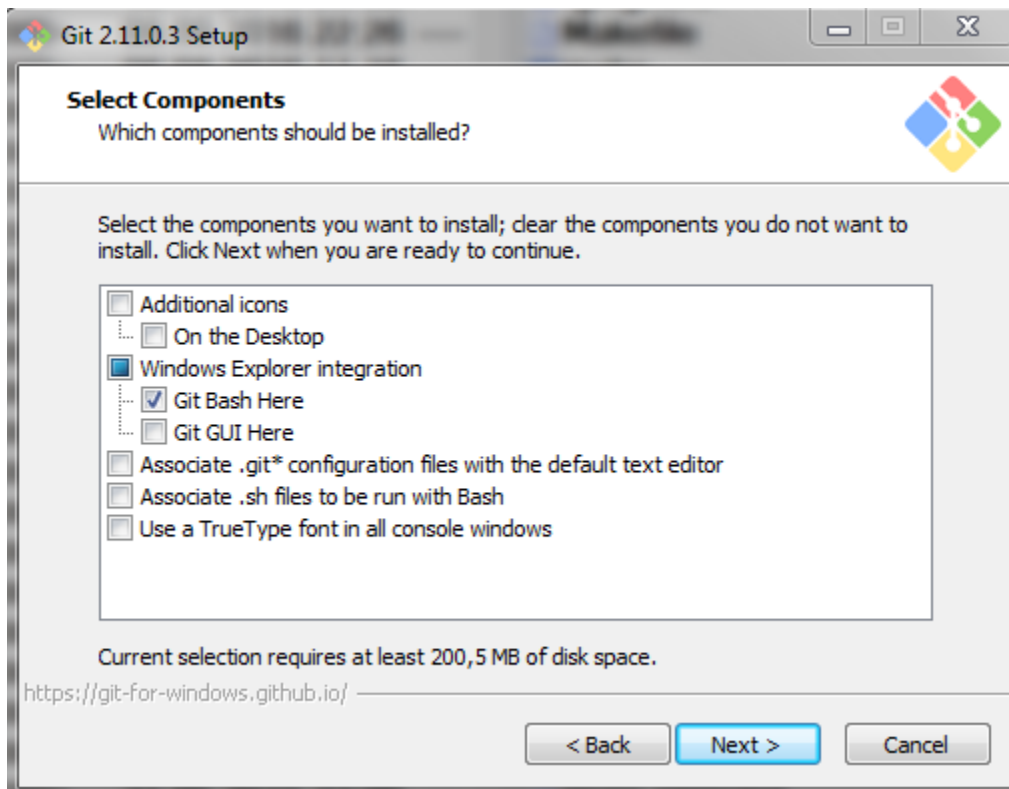 Git 2.11.0.3 Setup
Select Components
Which components should be installed?
Select the components you want to install; clear the components you do not want to
install. Click Next when you are ready to continue.
Additional icons
On the Desktop
Windows Explorer integration
Git Bash Here
Git GUI Here
Associate .git* configuration files with the default text editor
Associate .sh files to be run with Bash
Use a TrueType font in all console windows
Current selection requires at least 200,5 MB of disk space.
https://git-for-windows.github.io/
< Back
Next >
Cancel